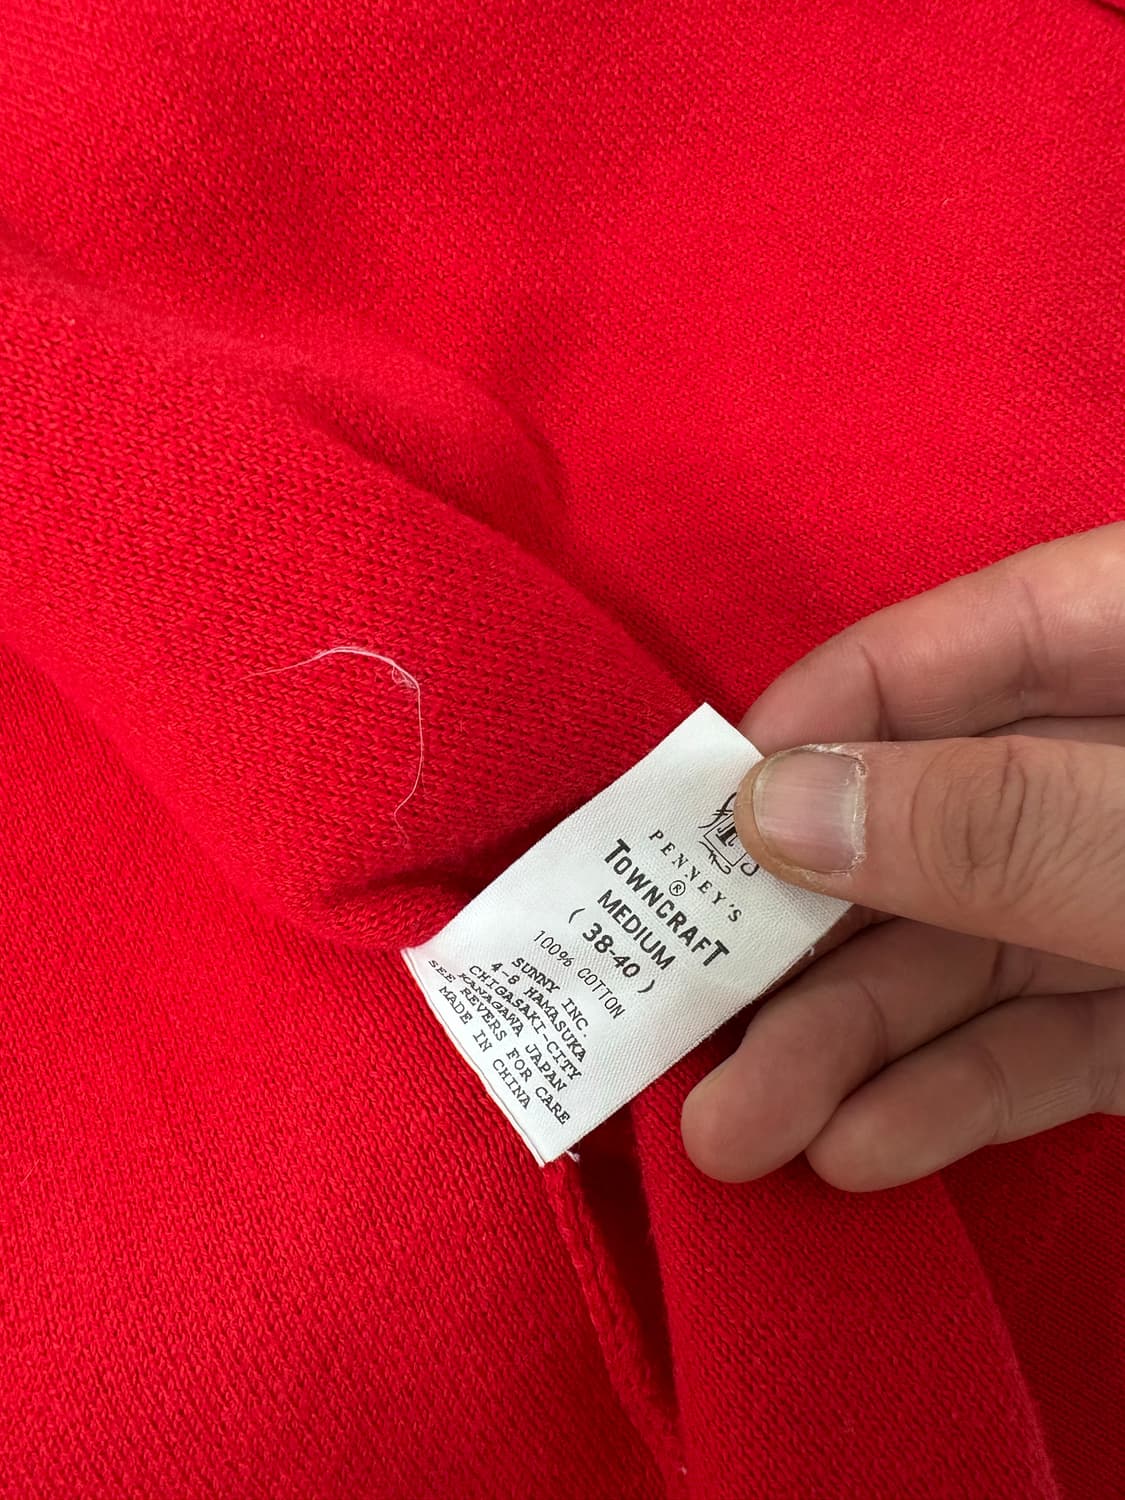 PENNEY'S
®
TOWNCRAFT
MEDIUM
( 38-40 )
100% COTTON
SUNNY INC.
4-8 HAMASUKA
CHIGASAKI-CITY
KANAGAWA JAPAN
SEE REVERS FOR CARE
MADE IN CHINA